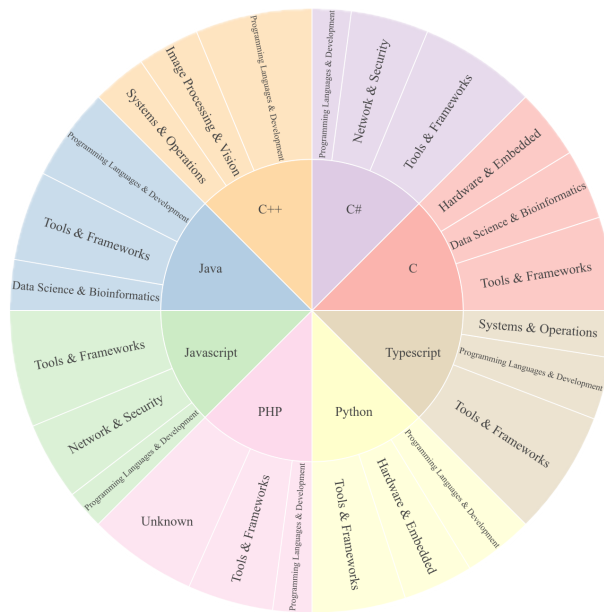 C++
Systems & Operations
Image Processing & Vision
Programming Languages & Development
C#
Programming Languages & Development
Network & Security
Tools & Frameworks
C
Hardware & Embedded
Data Science & Bioinformatics
Tools & Frameworks
Typescript
Systems & Operations
Programming Languages & Development
Tools & Frameworks
Python
Programming Languages & Development
Hardware & Embedded
Tools & Frameworks
PHP
Programming Languages & Development
Tools & Frameworks
Unknown
Javascript
Programming Languages & Development
Network & Security
Tools & Frameworks
Java
Data Science & Bioinformatics
Tools & Frameworks
Programming Languages & Development